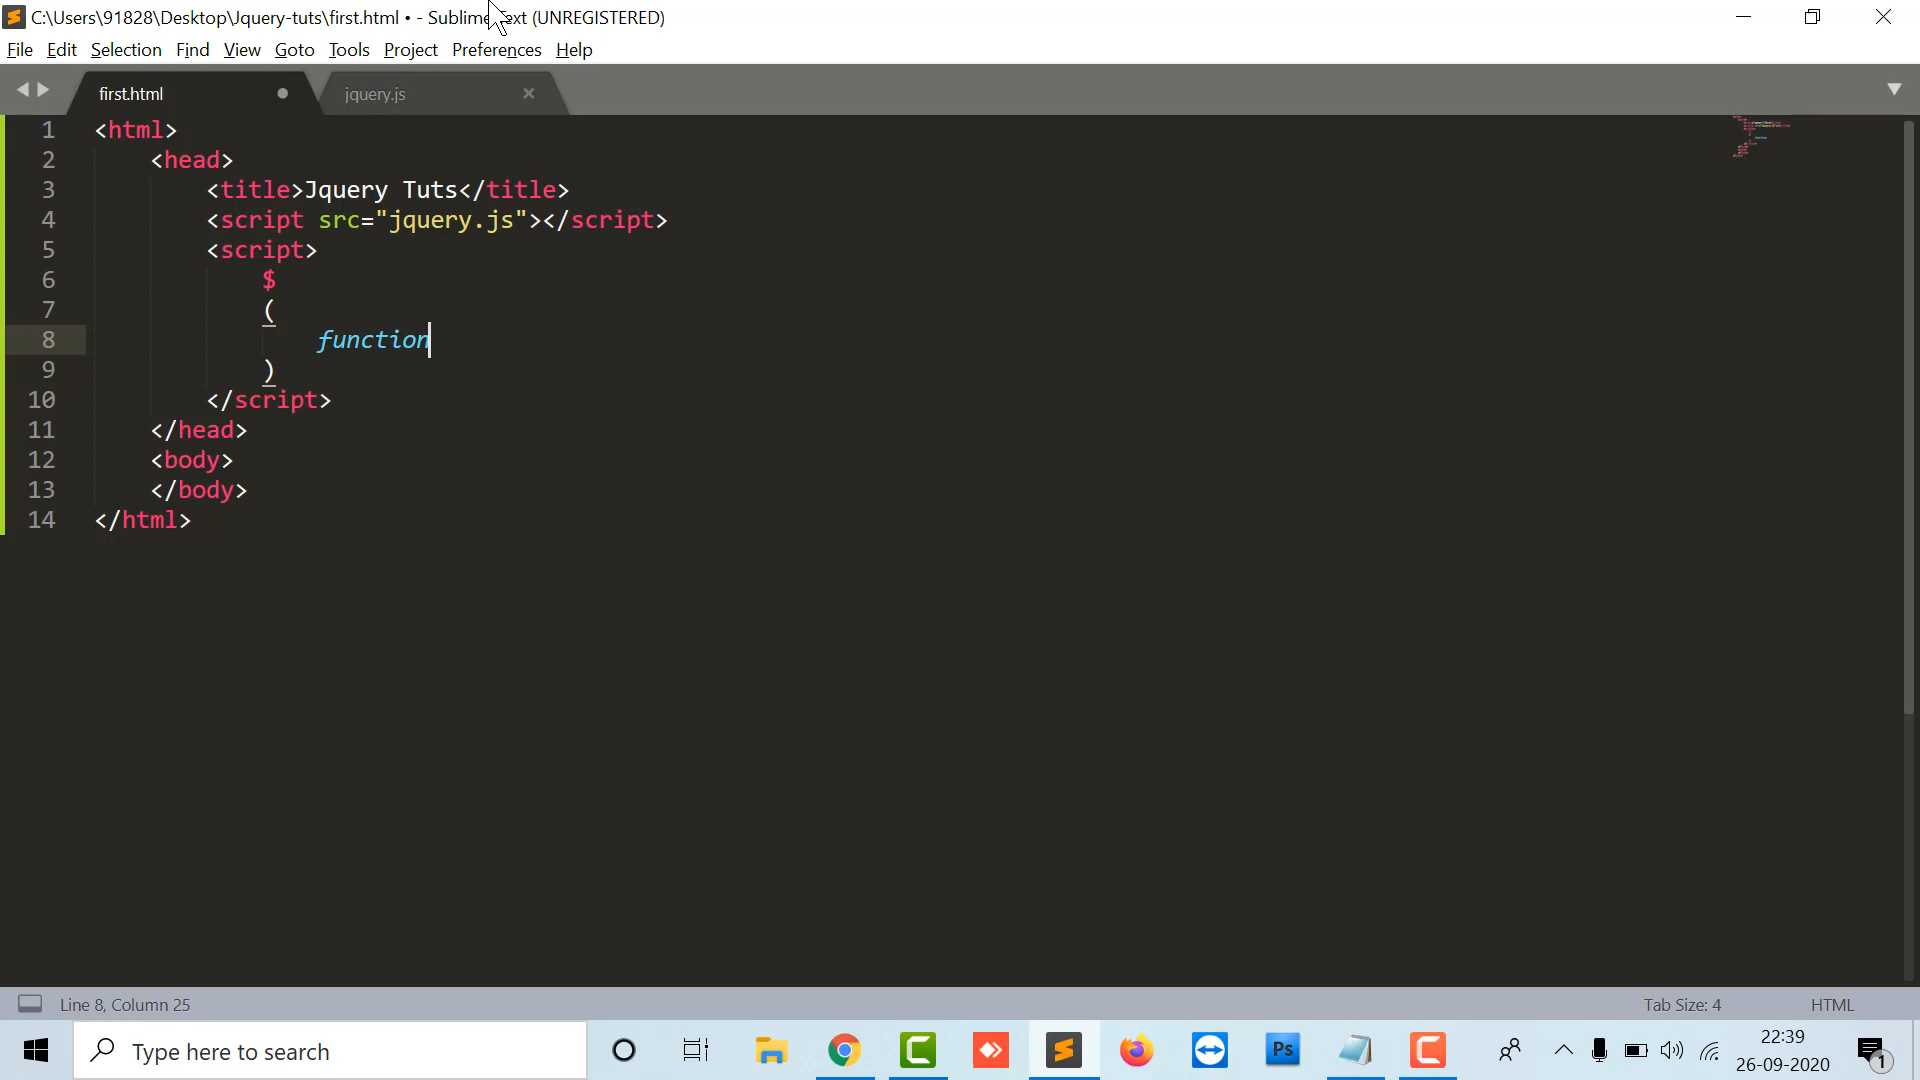 C:\Users\91828\Desktop\Jquery-tuts\first.html • - Sublime Text (UNREGISTERED)
File Edit Selection Find View Goto Tools Project Preferences Help
first.html
jquery.js
1 <html>
2 <head>
3 <title>Jquery Tuts</title>
4 <script src="jquery.js"></script>
5 <script>
6 $
7 (
8 function
9 )
10 </script>
11 </head>
12 <body>
13 </body>
14 </html>
Line 8, Column 25
Tab Size: 4
HTML
Type here to search
Ps
22:39
26-09-2020
1